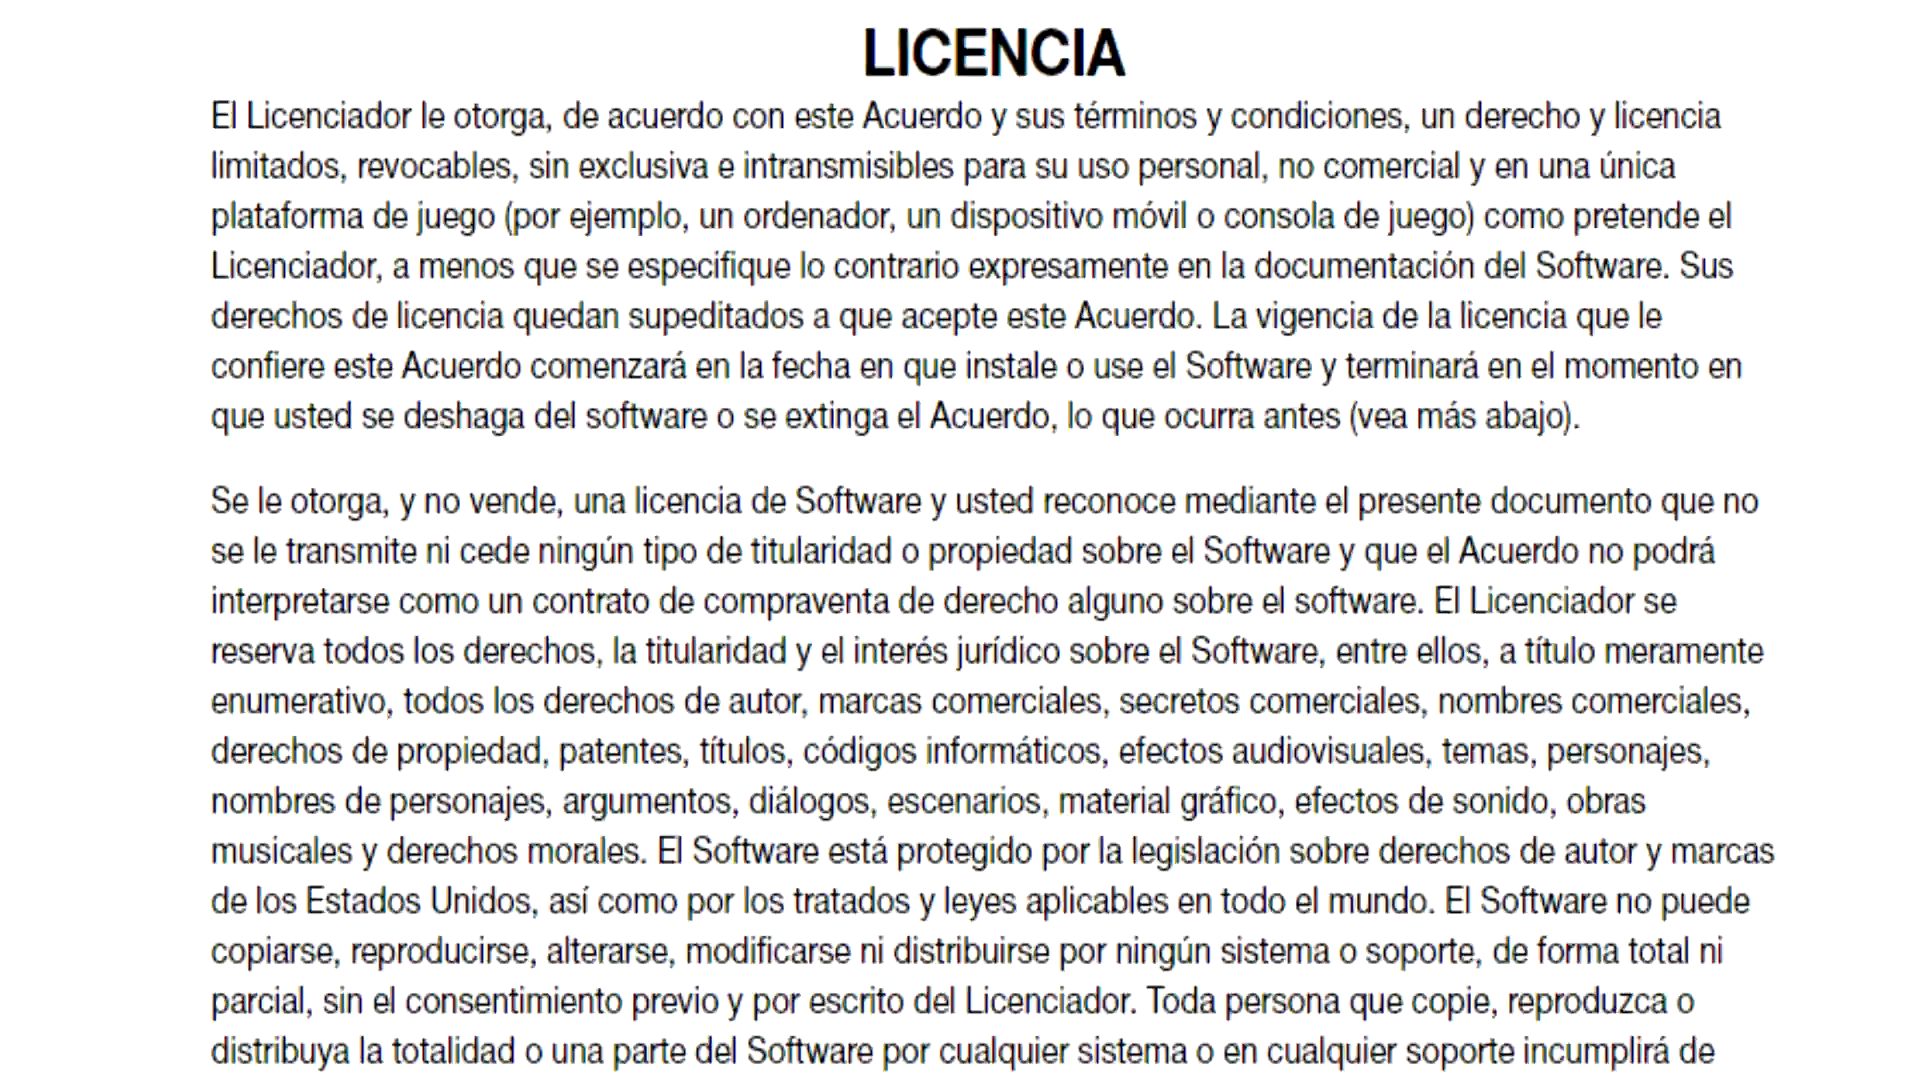 LICENCIA
El Licenciador le otorga, de acuerdo con este Acuerdo y sus términos y condiciones, un derecho y licencia
limitados, revocables, sin exclusiva e intransmisibles para su uso personal, no comercial y en una única
plataforma de juego (por ejemplo, un ordenador, un dispositivo móvil o consola de juego) como pretende el
Licenciador, a menos que se especifique lo contrario expresamente en la documentación del Software. Sus
derechos de licencia quedan supeditados a que acepte este Acuerdo. La vigencia de la licencia que le
confiere este Acuerdo comenzará en la fecha en que instale o use el Software y terminará en el momento en
que usted se deshaga del software o se extinga el Acuerdo, lo que ocurra antes (vea más abajo).
Se le otorga, y no vende, una licencia de Software y usted reconoce mediante el presente documento que no
se le transmite ni cede ningún tipo de titularidad o propiedad sobre el Software y que el Acuerdo no podrá
interpretarse como un contrato de compraventa de derecho alguno sobre el software. El Licenciador se
reserva todos los derechos, la titularidad y el interés jurídico sobre el Software, entre ellos, a título meramente
enumerativo, todos los derechos de autor, marcas comerciales, secretos comerciales, nombres comerciales,
derechos de propiedad, patentes, títulos, códigos informáticos, efectos audiovisuales, temas, personajes,
nombres de personajes, argumentos, diálogos, escenarios, material gráfico, efectos de sonido, obras
musicales y derechos morales. El Software está protegido por la legislación sobre derechos de autor y marcas
de los Estados Unidos, así como por los tratados y leyes aplicables en todo el mundo. El Software no puede
copiarse, reproducirse, alterarse, modificarse ni distribuirse por ningún sistema o soporte, de forma total ni
parcial, sin el consentimiento previo y por escrito del Licenciador. Toda persona que copie, reproduzca o
distribuya la totalidad o una parte del Software por cualquier sistema o en cualquier soporte incumplirá de